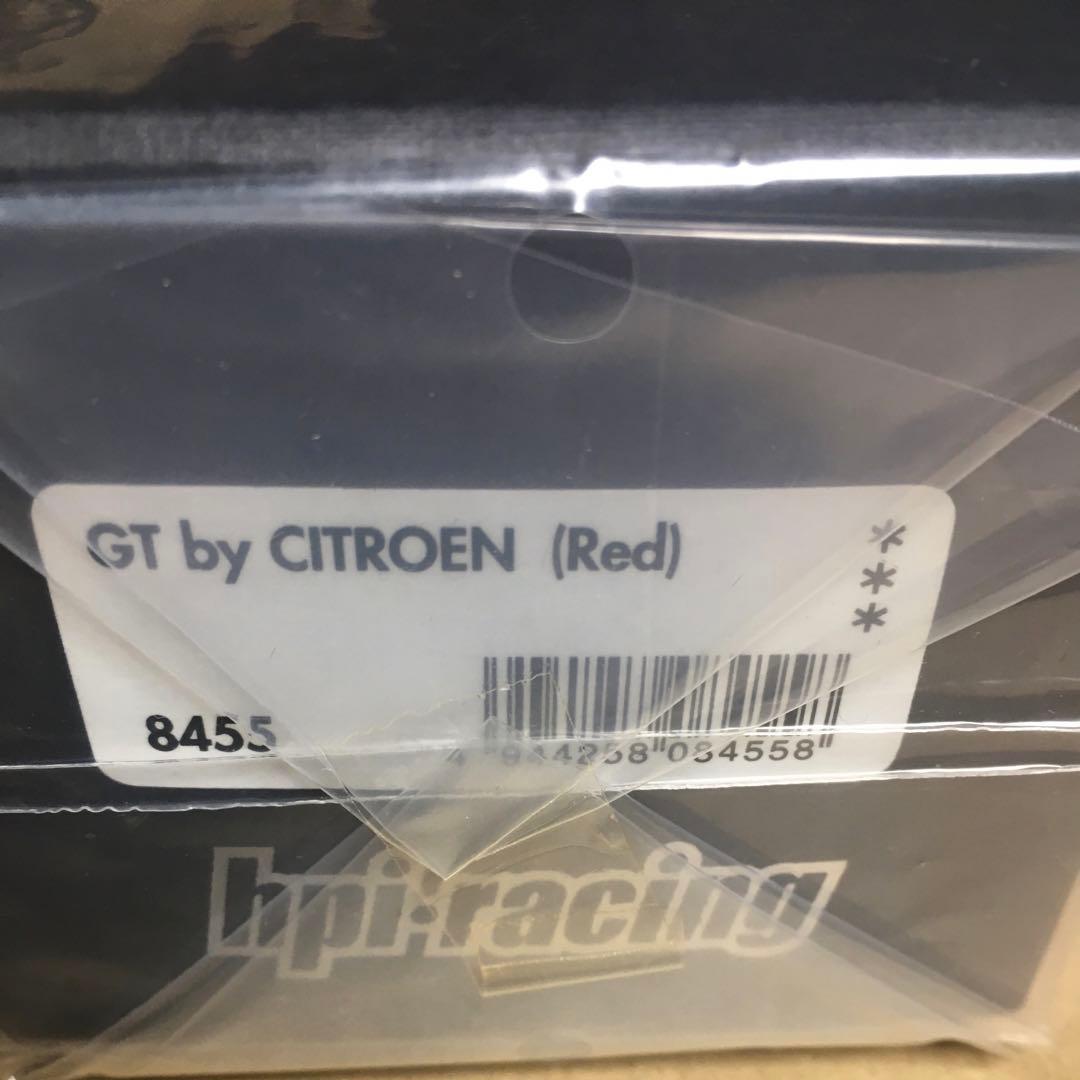 GT by CITROEN (Red)
***
8455
4 944258 084558
hpi·racing